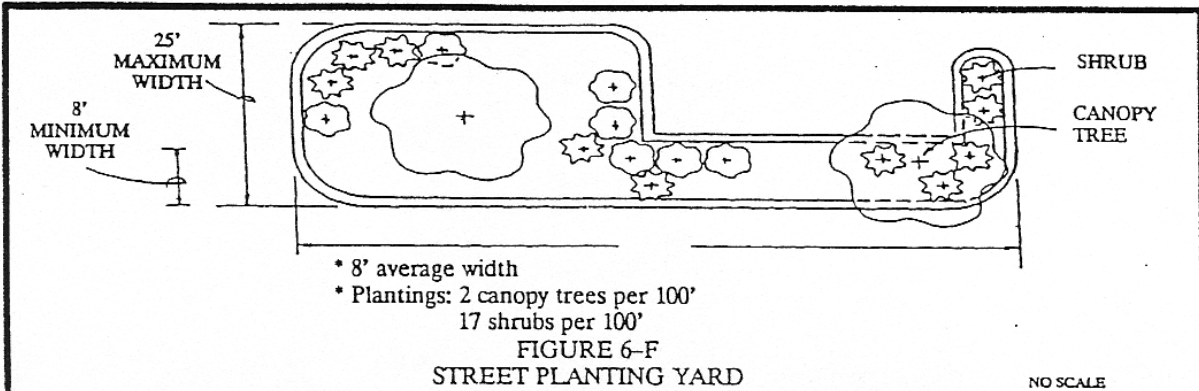 25'
MAXIMUM
WIDTH
8'
MINIMUM
WIDTH
SHRUB
CANOPY
TREE
* 8' average width
* Plantings: 2 canopy trees per 100'
17 shrubs per 100'
FIGURE 6-F
STREET PLANTING YARD
NO SCALE